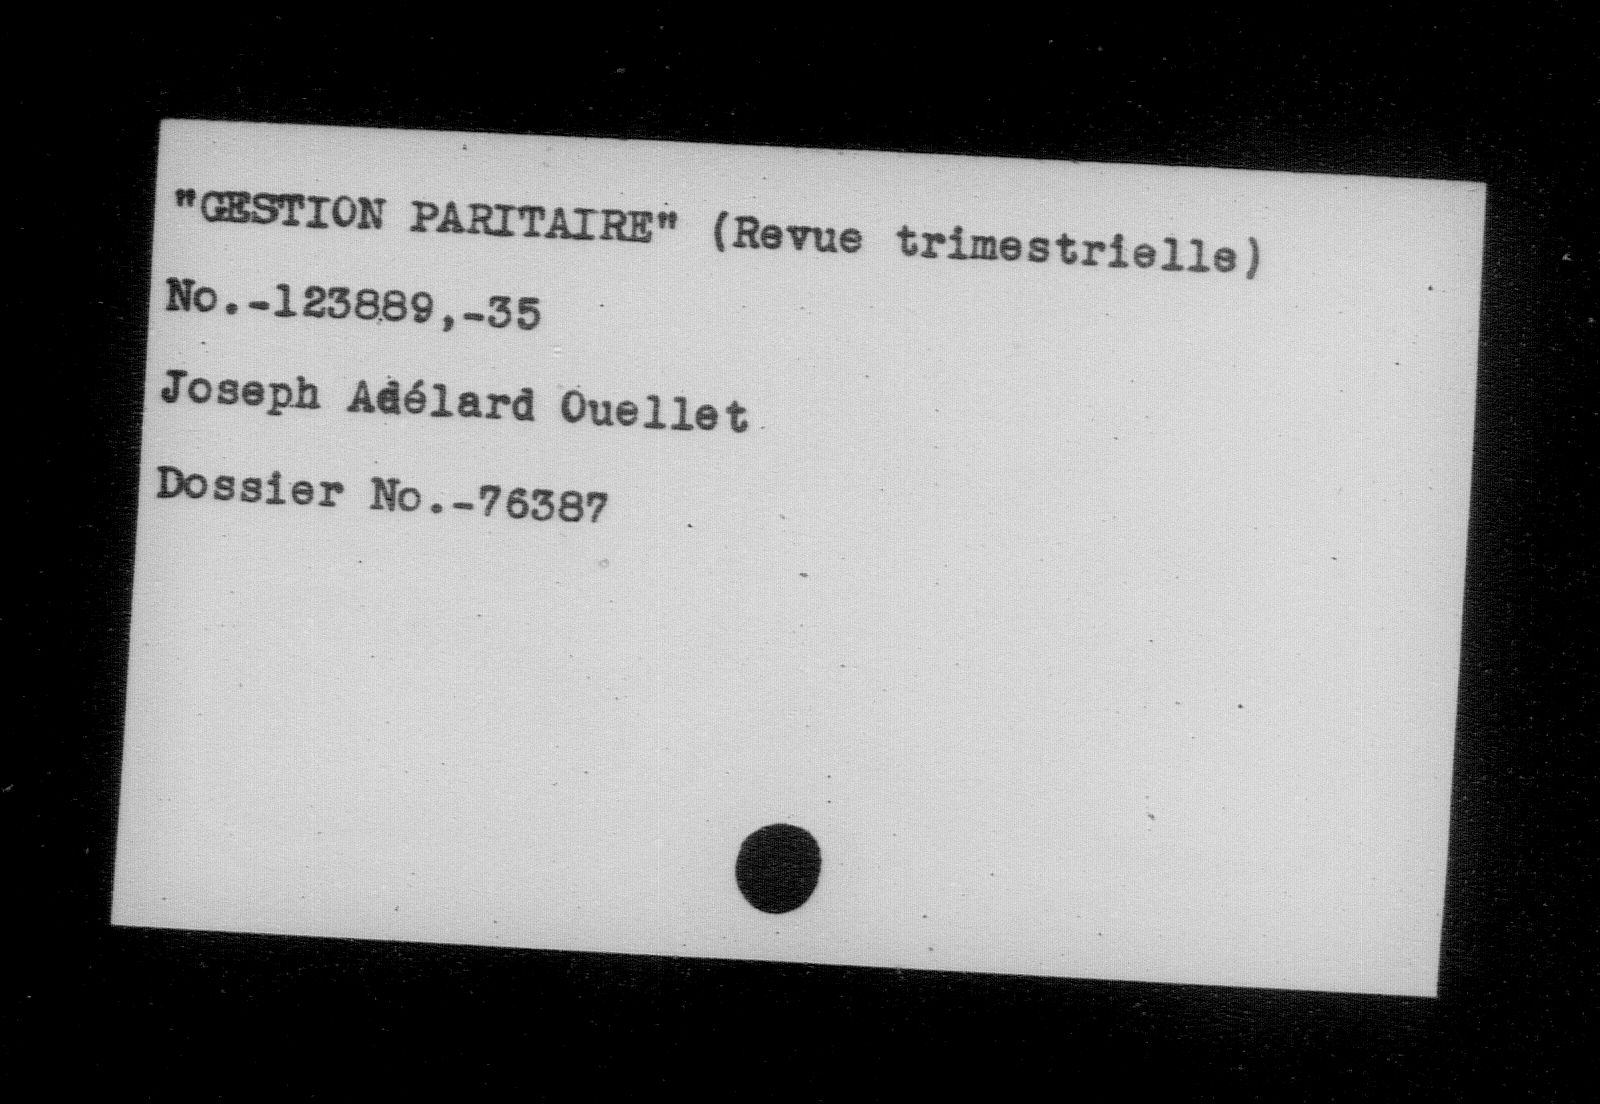 "GESTION PARITAIRE" (Revue trimestrielle)
No.-123889,-35
Joseph Adélard Ouellet
Dossier No.-76387